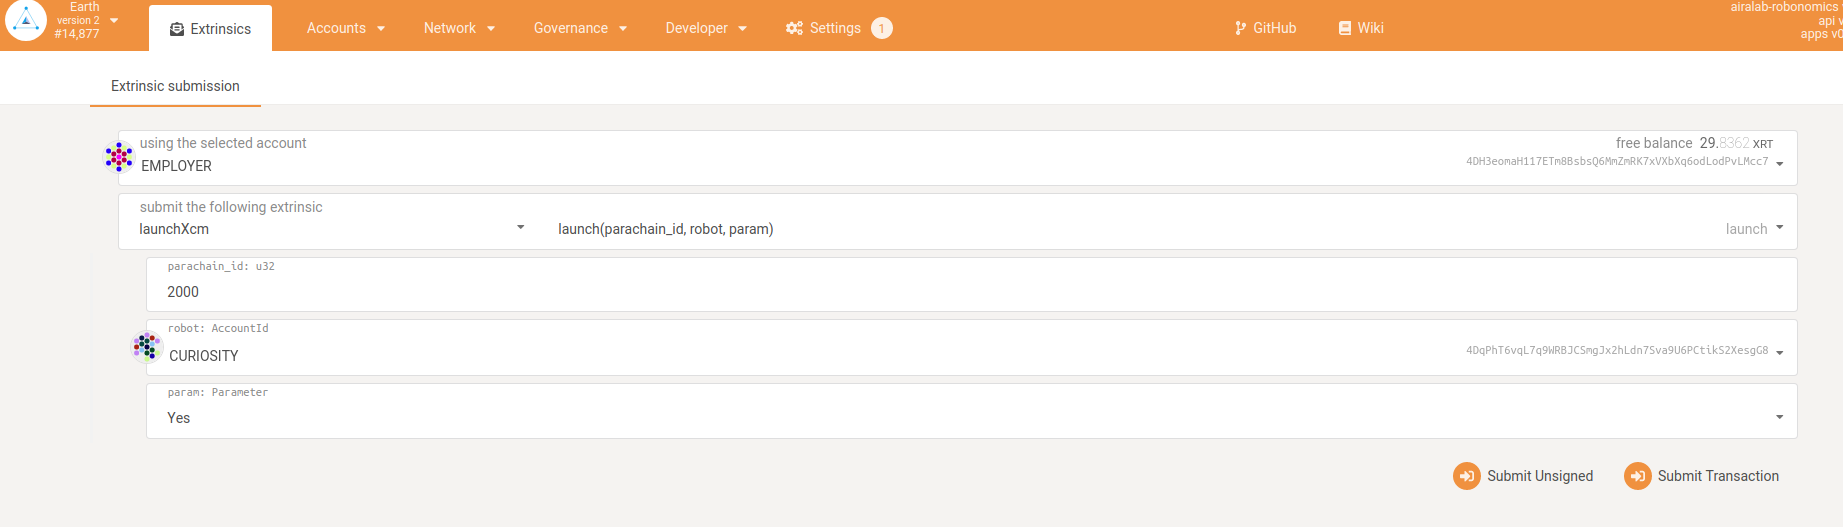 Earth
version 2
#14,877
Extrinsics
Accounts
Network
Governance
Developer
Settings
1
GitHub
Wiki
airalab-robonomics
api v
apps v0
Extrinsic submission
using the selected account
EMPLOYER
free balance 29.8362 XRT
4DH3eomaH117ETm8BsbsQ6MmZmRK7xVXbXq6odLodPvLMcc7
submit the following extrinsic
launchXcm
launch(parachain_id, robot, param)
launch
parachain_id: u32
2000
robot: AccountId
CURIOSITY
4DqPhT6vqL7q9WRBJCSmgJx2hLdn7Sva9U6PCtikS2XesgG8
param: Parameter
Yes
Submit Unsigned
Submit Transaction